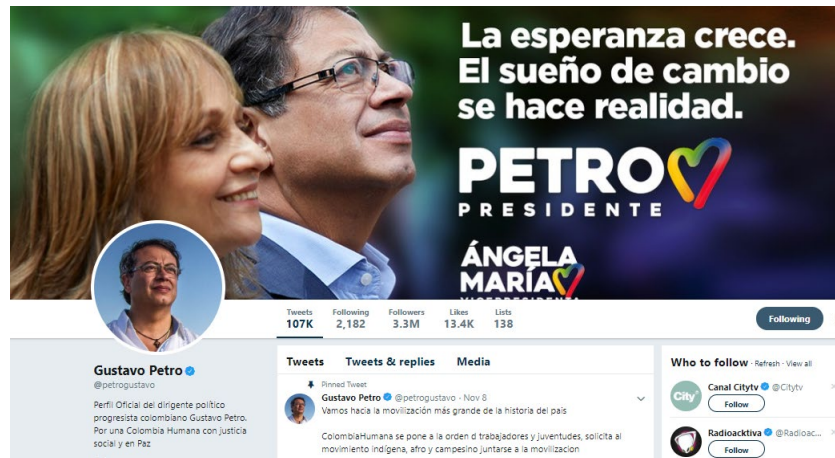 La esperanza crece.
El sueño de cambio
se hace realidad.
PETRO
PRESIDENTE
ÁNGELA
MARÍA
VICEPRESIDENTA
Tweets Following Followers Likes Lists
107K 2,182 3.3M 13.4K 138
Following
Gustavo Petro
@petrogustavo
Perfil Oficial del dirigente político
progresista colombiano Gustavo Petro.
Por una Colombia Humana con justicia
social y en Paz
Tweets Tweets & replies Media
Pinned Tweet
Gustavo Petro @petrogustavo - Nov 8
Vamos hacia la movilización más grande de la historia del país
ColombiaHumana se pone a la orden d trabajadores y juventudes, solicita al
movimiento indígena, afro y campesino juntarse a la movilizacion
Who to follow · Refresh · View all
City
Canal Citytv @Citytv
Follow
Radioacktiva @Radioac...
Follow